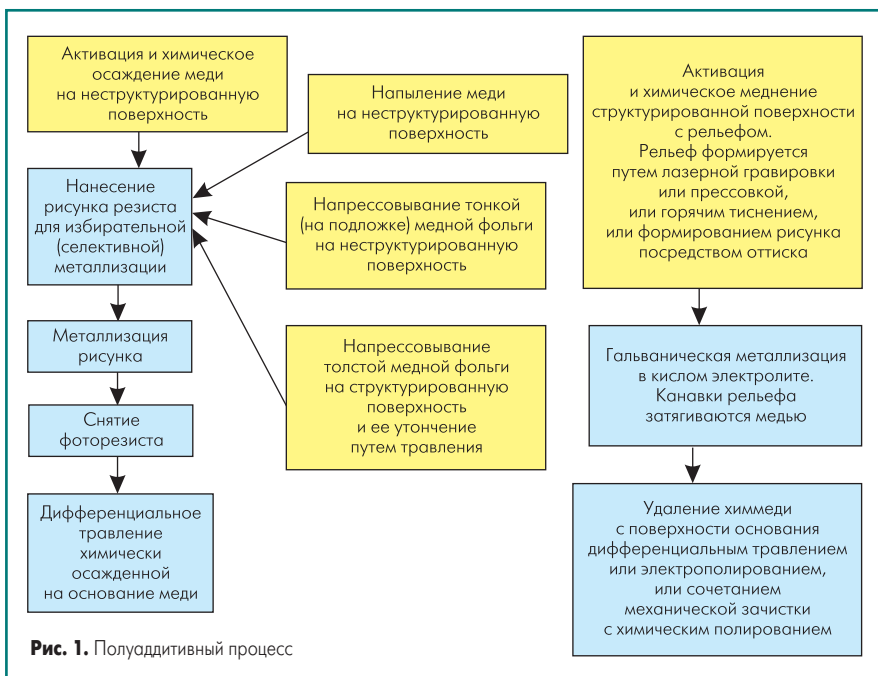 Активация и химическое
осаждение меди
на неструктурированную
поверхность
Напыление меди
на неструктурированную
поверхность
Нанесение
рисунка резиста
для избирательной
(селективной)
металлизации
Напрессовывание тонкой
(на подложке) медной фольги
на неструктурированную
поверхность
Металлизация
рисунка
Напрессовывание
толстой медной фольги
на структурированную
поверхность
и ее утончение
путем травления
Снятие
фоторезиста
Дифференциальное
травление
химически
осажденной
на основание меди
Активация
и химическое меднение
структурированной поверхности
с рельефом.
Рельеф формируется
путем лазерной гравировки
или прессовкой,
или горячим тиснением,
или формированием рисунка
посредством оттиска
Гальваническая металлизация
в кислом электролите.
Канавки рельефа
затягиваются медью
Удаление химмеди
с поверхности основания
дифференциальным травлением
или электрополированием,
или сочетанием
механической зачистки
с химическим полированием
Рис. 1. Полуаддитивный процесс